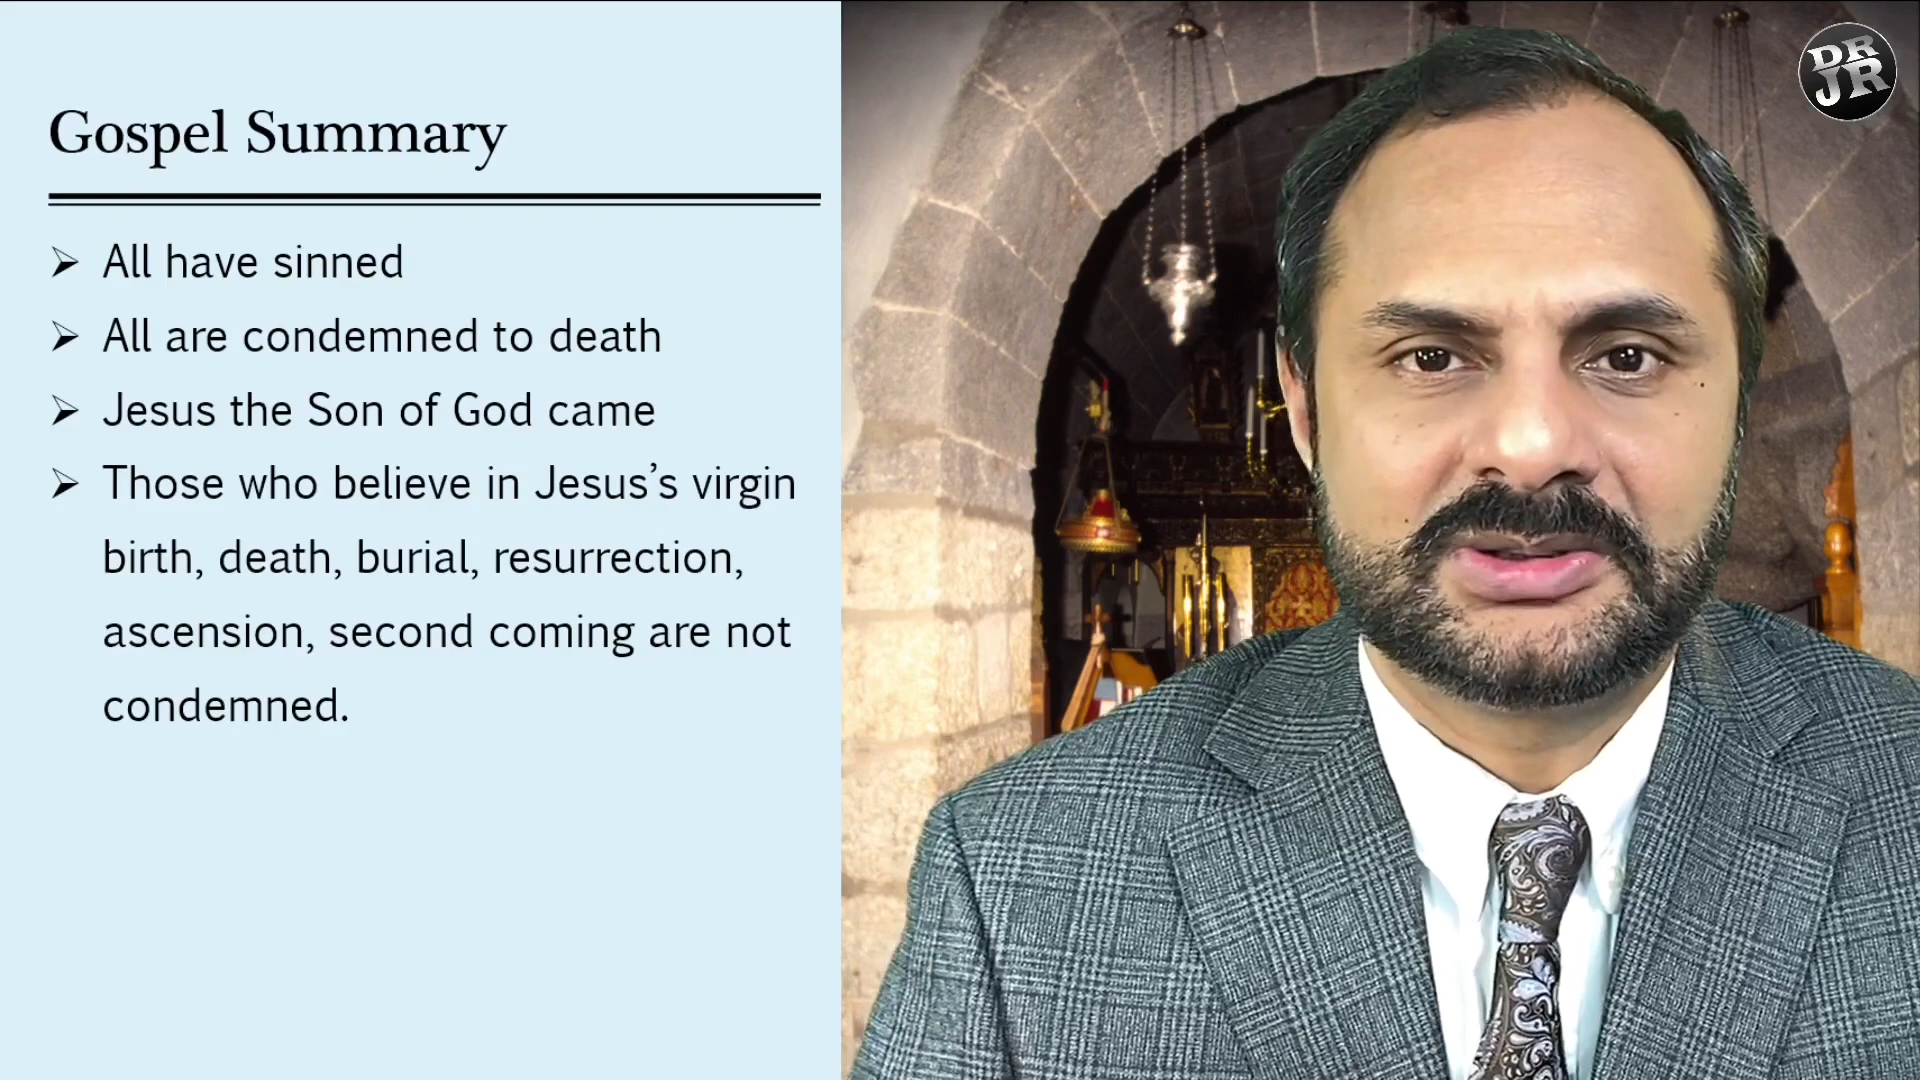 Gospel Summary
➢ All have sinned
➢ All are condemned to death
➢ Jesus the Son of God came
➢ Those who believe in Jesus’s virgin
birth, death, burial, resurrection,
ascension, second coming are not
condemned.
DR
JR